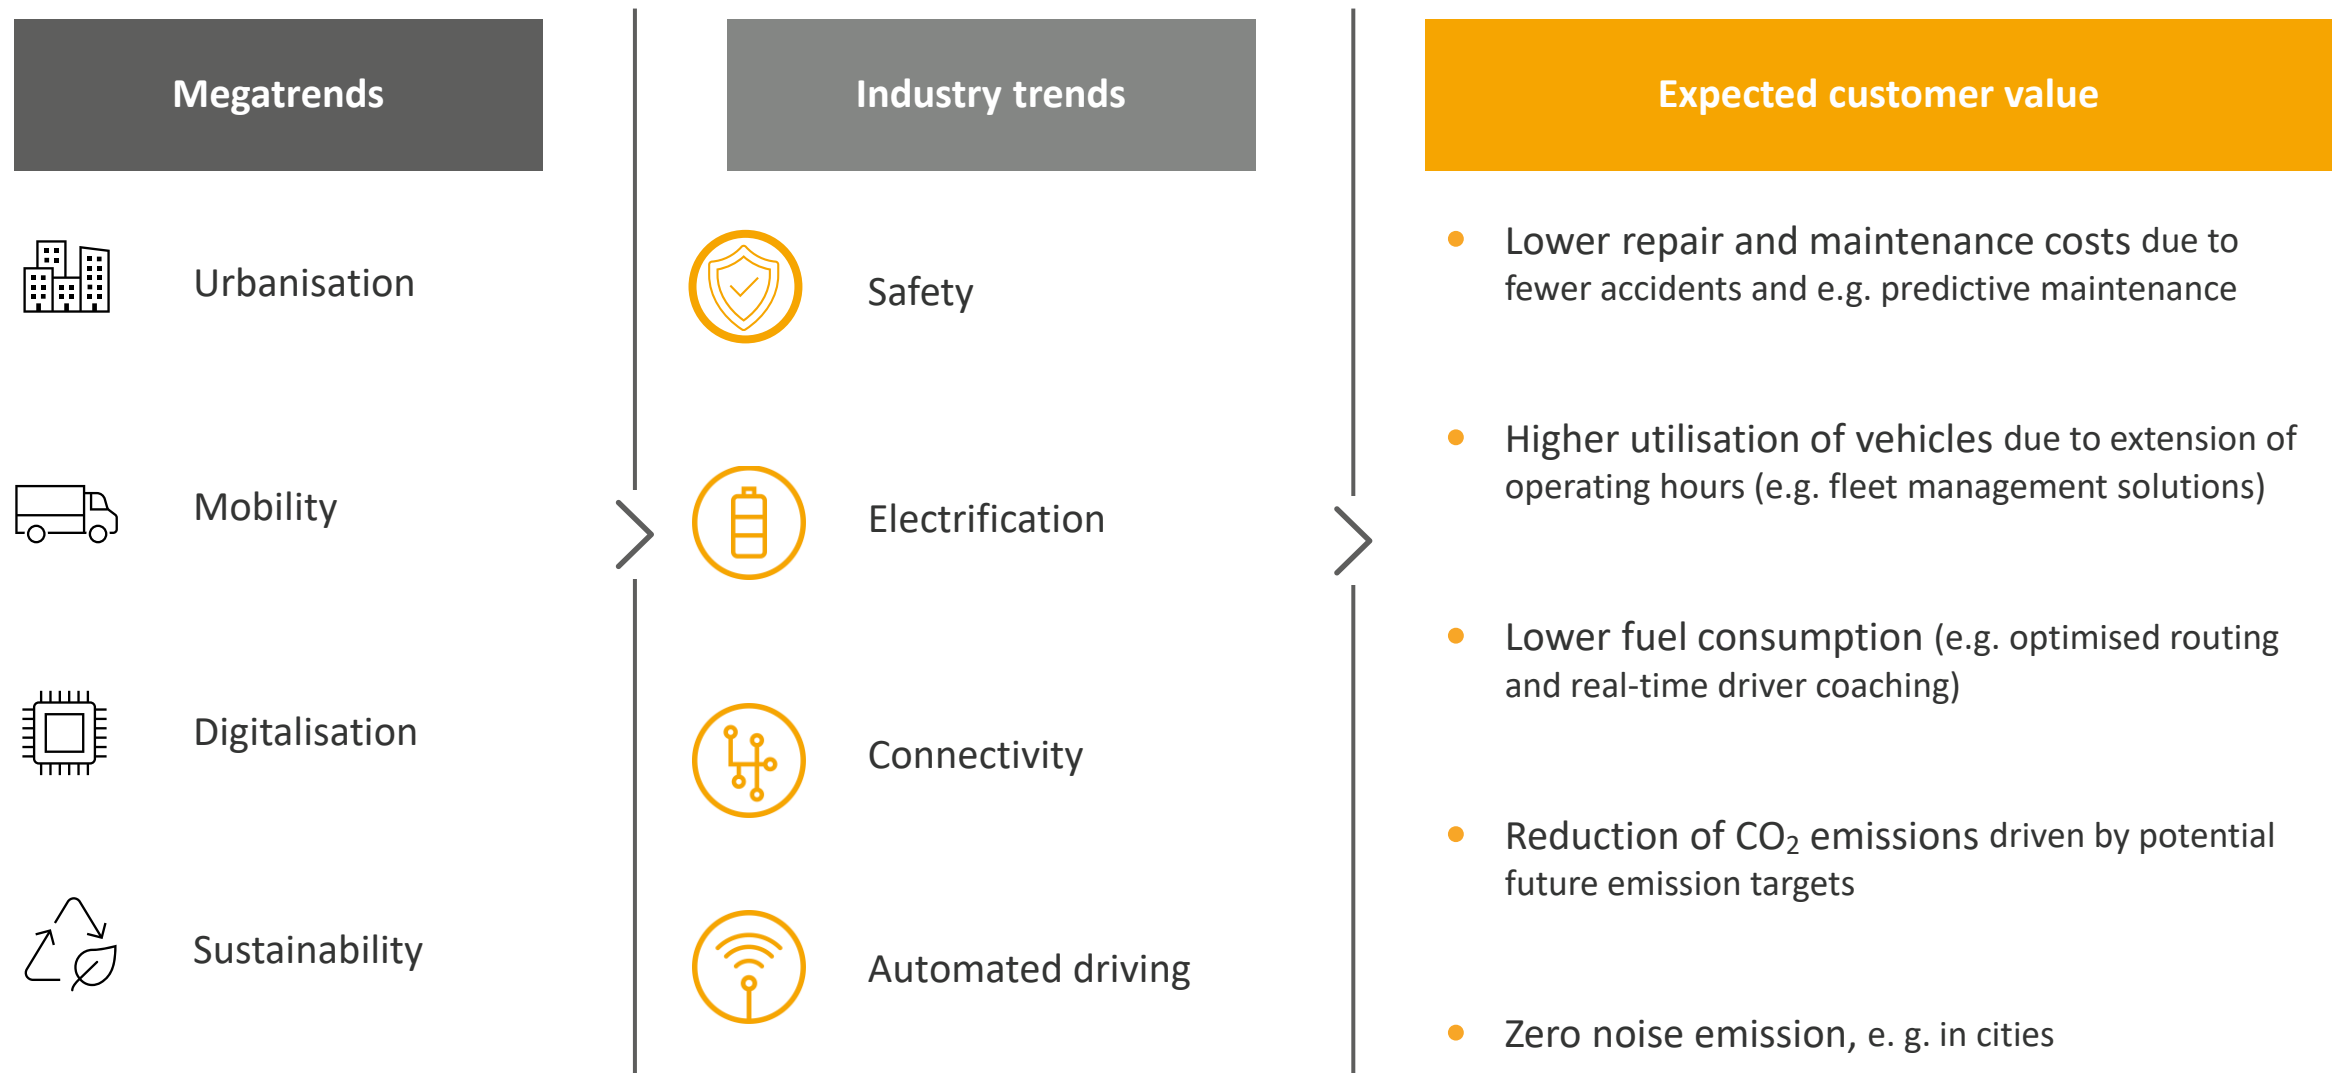 Megatrends
Urbanisation
Mobility
Digitalisation
Sustainability
Industry trends
Safety
Electrification
Connectivity
Automated driving
Expected customer value
• Lower repair and maintenance costs due to
fewer accidents and e.g. predictive maintenance
• Higher utilisation of vehicles due to extension of
operating hours (e.g. fleet management solutions)
• Lower fuel consumption (e.g. optimised routing
and real-time driver coaching)
• Reduction of CO₂ emissions driven by potential
future emission targets
• Zero noise emission, e. g. in cities